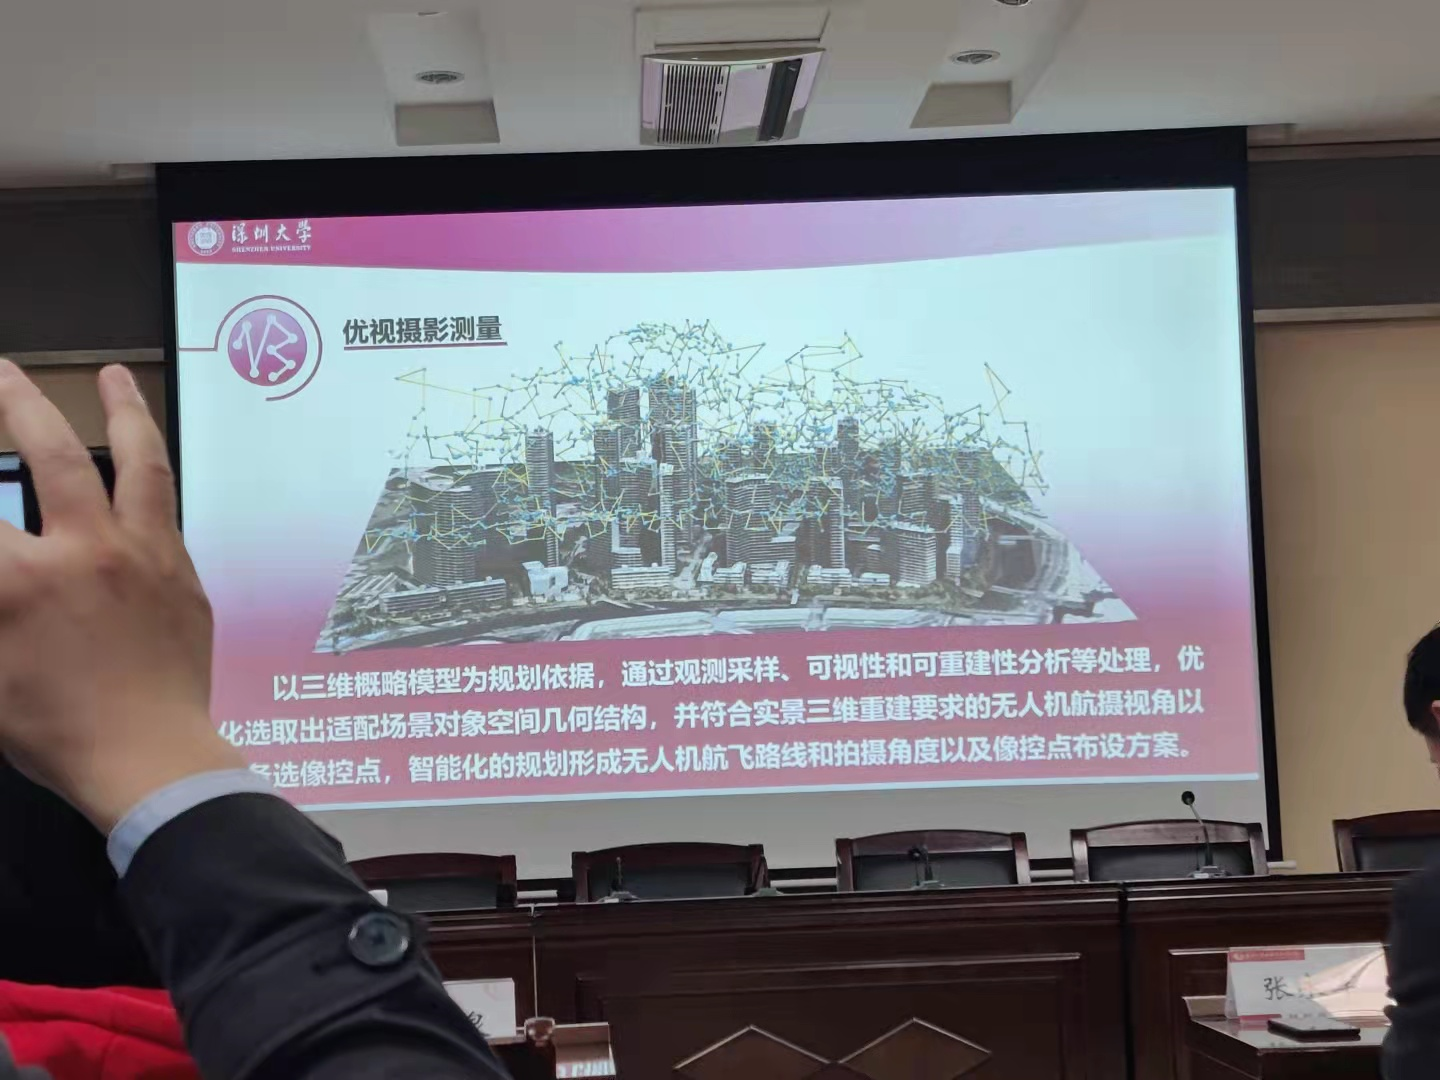 深圳大学
SHENZHEN UNIVERSITY
优视摄影测量
以三维概略模型为规划依据，通过观测采样、可视性和可重建性分析等处理，优
化选取出适配场景对象空间几何结构，并符合实景三维重建要求的无人机航摄视角以
选像控点，智能化的规划形成无人机航飞路线和拍摄角度以及像控点布设方案。
张